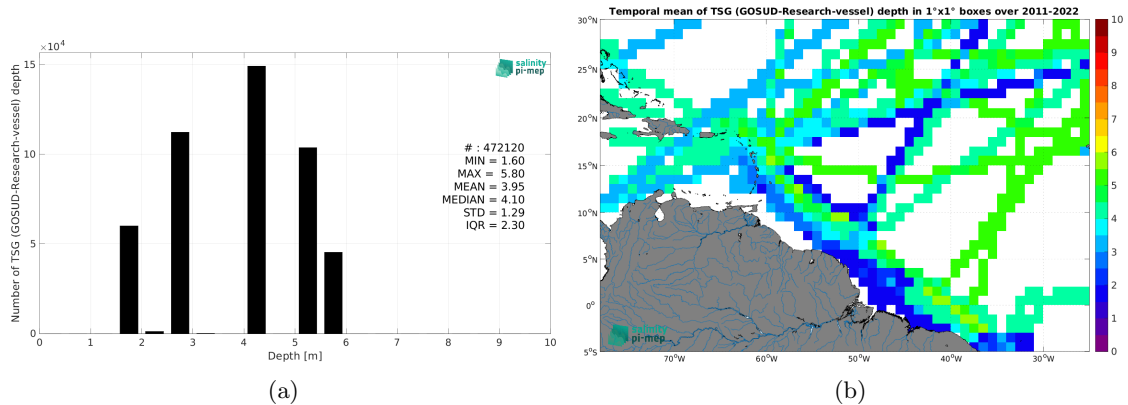 ×10⁴
15
10
5
0
Number of TSG (GOSUD-Research-vessel) depth
0 1 2 3 4 5 6 7 8 9 10
Depth [m]
salinity
pi-mep
# : 472120
MIN = 1.60
MAX = 5.80
MEAN = 3.95
MEDIAN = 4.10
STD = 1.29
IQR = 2.30
(a)
Temporal mean of TSG (GOSUD-Research-vessel) depth in 1°x1° boxes over 2011-2022
30°N
25°N
20°N
15°N
10°N
5°N
0°
5°S
70°W 60°W 50°W 40°W 30°W
salinity
pi-mep
10
9
8
7
6
5
4
3
2
1
0
(b)